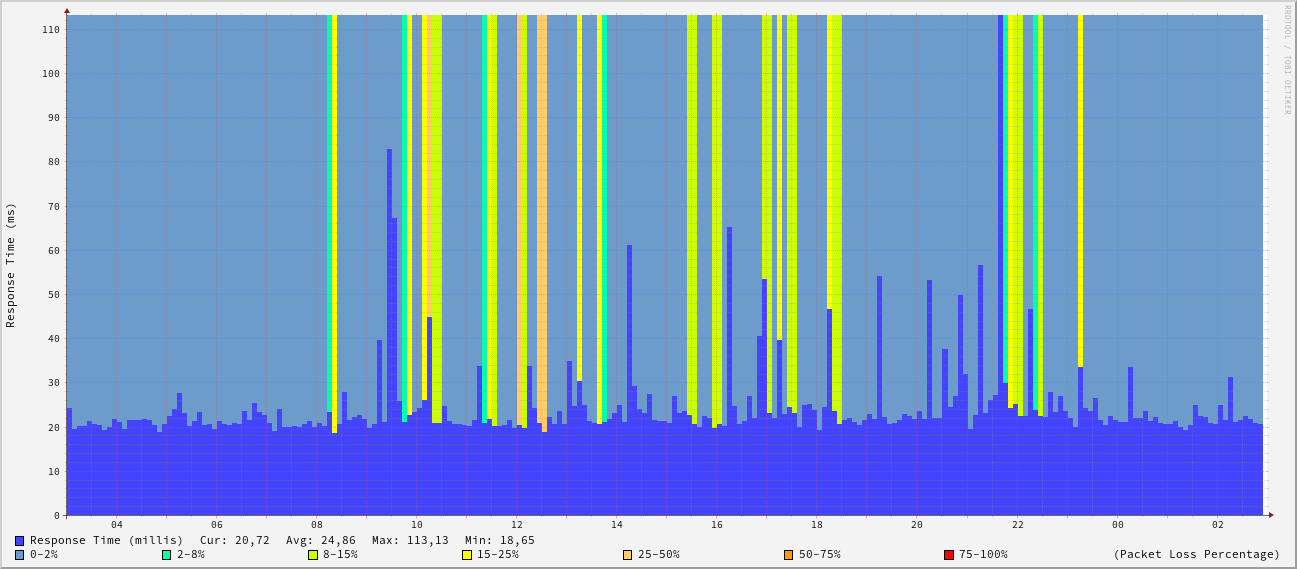 RRDTOOL / TOBI OETIKER
Response Time (ms)
110
100
90
80
70
60
50
40
30
20
10
0
04 06 08 10 12 14 16 18 20 22 00 02
Response Time (millis) Cur: 20,72 Avg: 24,86 Max: 113,13 Min: 18,65
0-2% 2-8% 8-15% 15-25% 25-50% 50-75% 75-100% (Packet Loss Percentage)